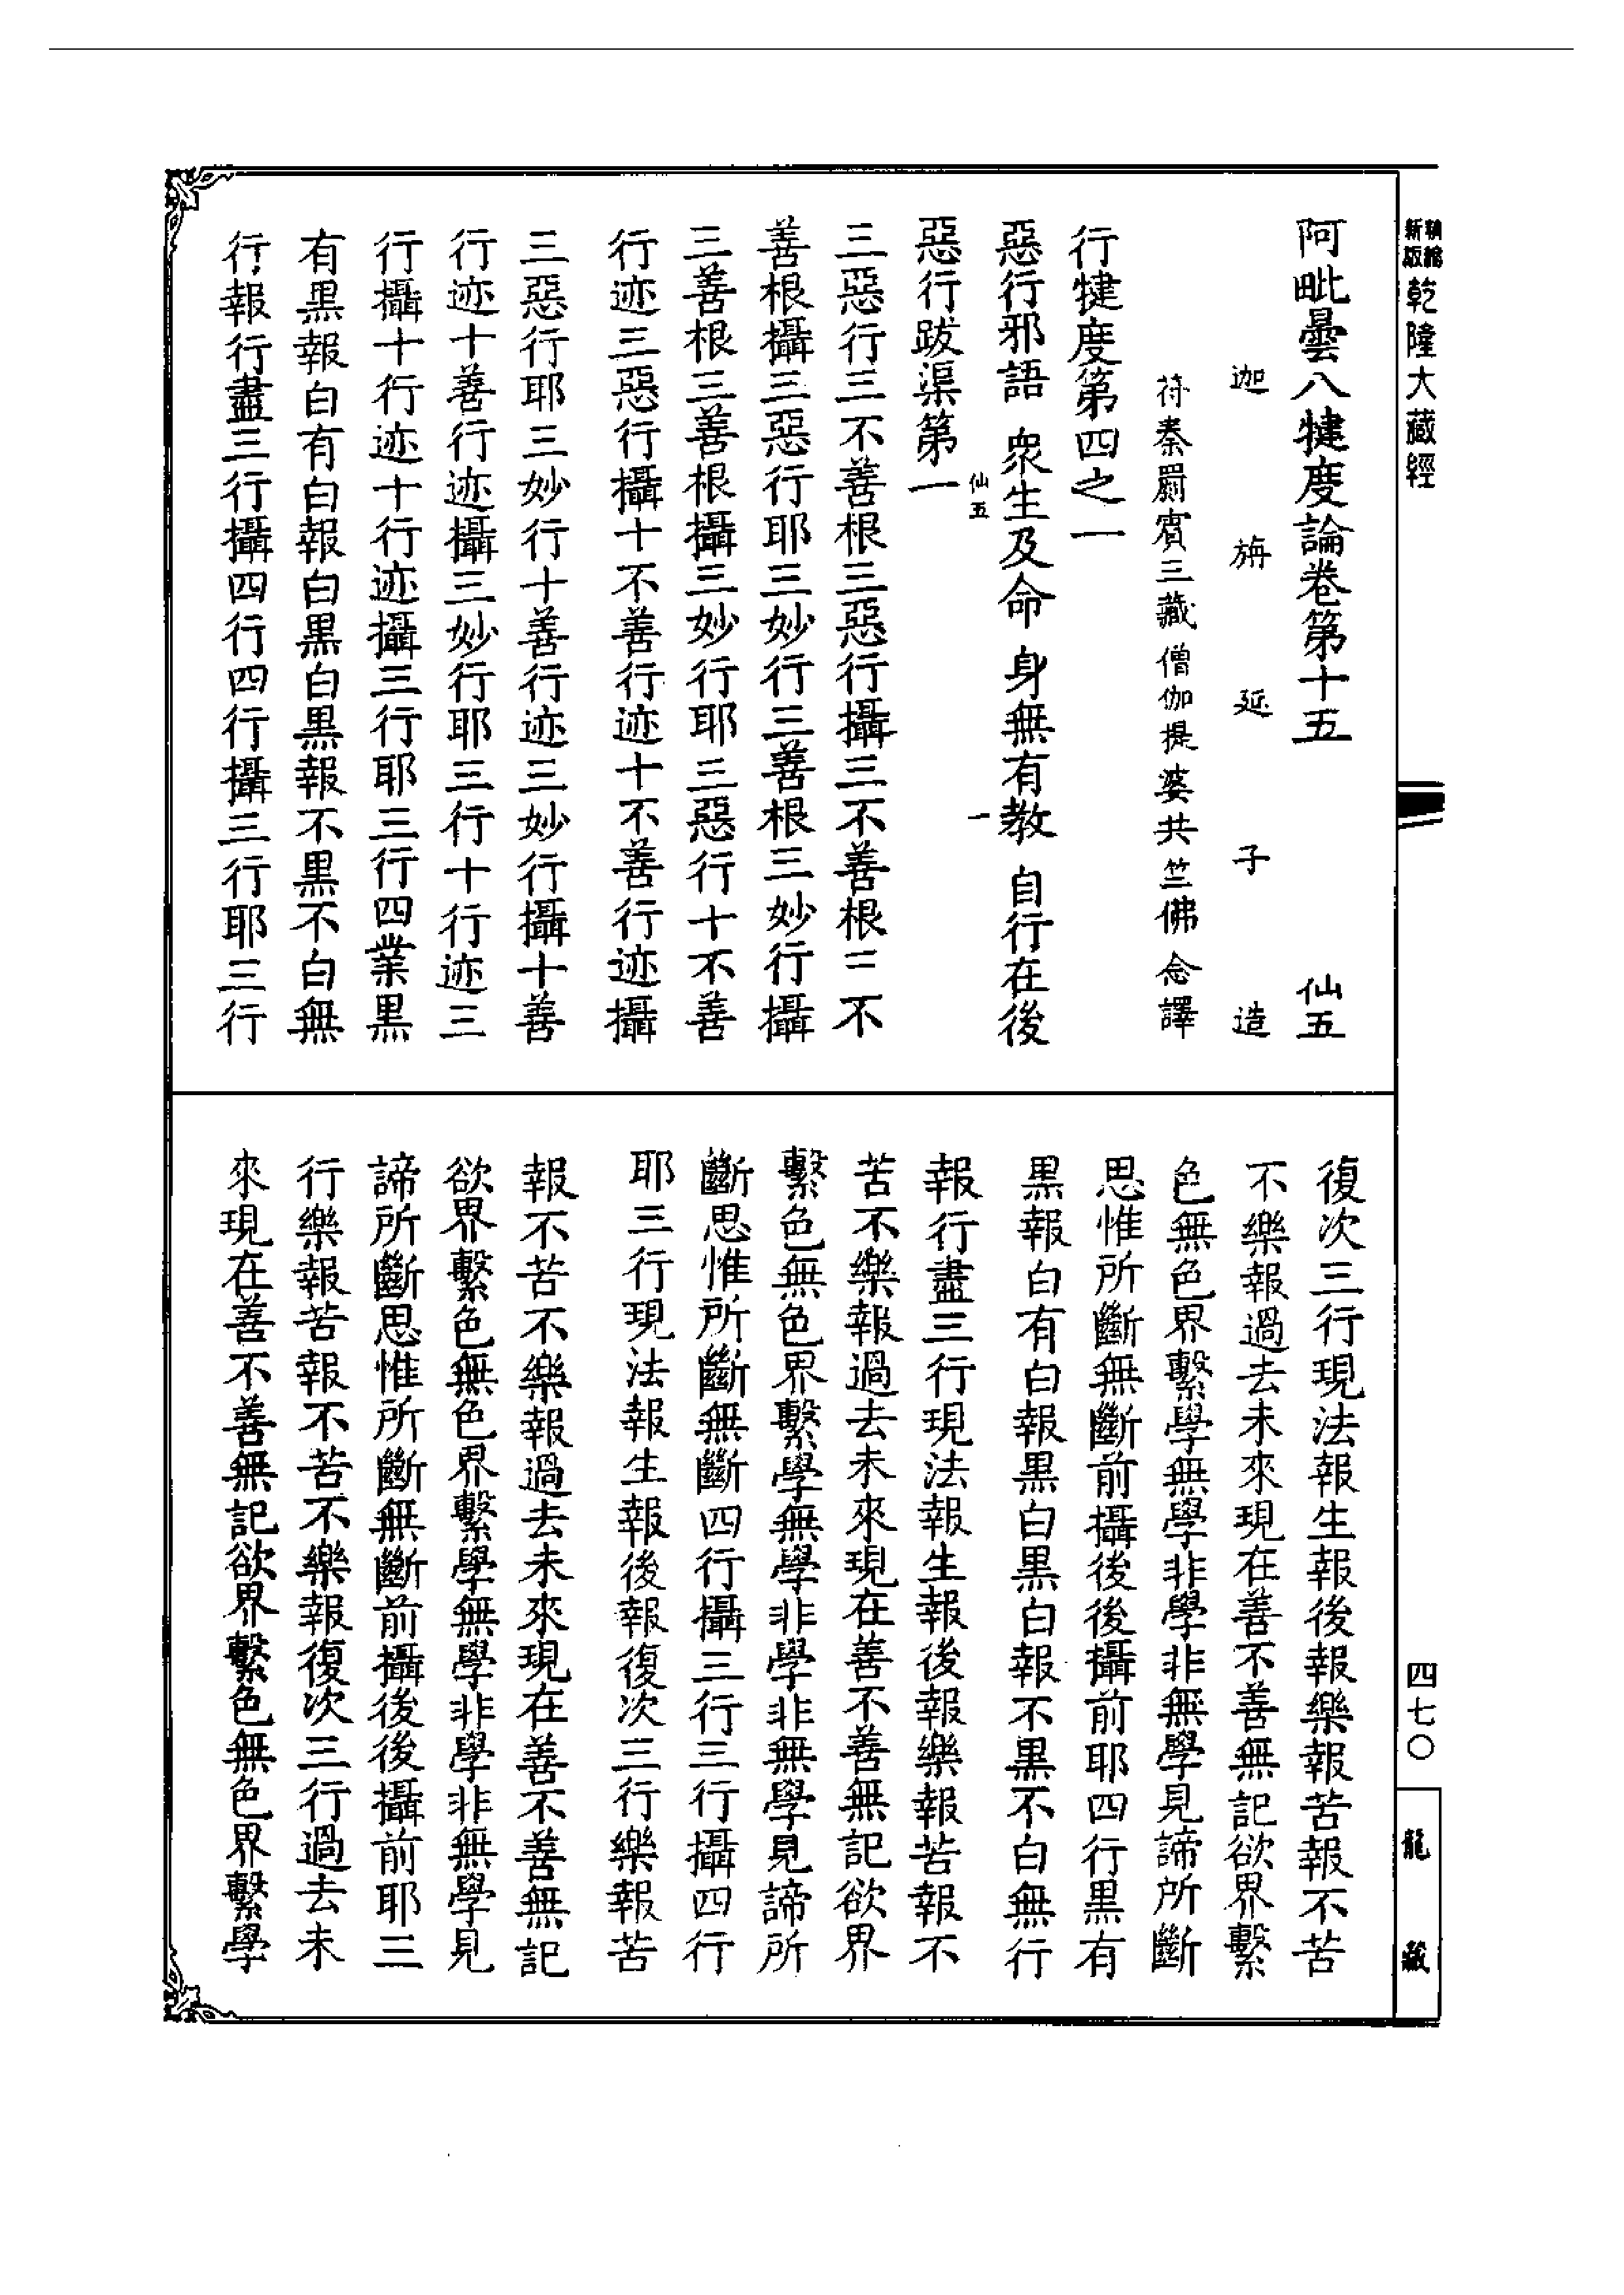 新版
乾隆大藏經
阿毗曇八犍度論卷第十五　仙五
迦旃延子造
符秦罽賓三藏僧伽提婆共竺佛念譯
行犍度第四之一
惡行邪語　衆生及命　身無有教　自行在後
仙五　一
惡行跋渠第一
三惡行三不善根三惡行攝三不善根三不
善根攝三惡行耶三妙行三善根三妙行攝
三善根三善根攝三妙行耶三惡行十不善
行迹三惡行攝十不善行迹十不善行迹攝
三惡行耶三妙行十善行迹三妙行攝十善
行迹十善行迹攝三妙行耶三行十行迹三
行攝十行迹十行迹攝三行耶三行四業黑
有黑報白有白報白黑白黑報不黑不白無
行報行盡三行攝四行四行攝三行耶三行
復次三行現法報生報後報樂報苦報不苦
不樂報過去未來現在善不善無記欲界繫
色無色界繫學無學非學非無學見諦所斷
思惟所斷無斷前攝後後攝前耶四行黑有
黑報白有白報黑白黑白報不黑不白無行
報行盡三行現法報生報後報樂報苦報不
苦不樂報過去未來現在善不善無記欲界
繫色無色界繫學無學非學非無學見諦所
斷思惟所斷無斷四行攝三行三行攝四行
耶三行現法報生報後報復次三行樂報苦
報不苦不樂報過去未來現在善不善無記
欲界繫色無色界繫學無學非學非無學見
諦所斷思惟所斷無斷前攝後後攝前耶三
行樂報苦報不苦不樂報復次三行過去未
來現在善不善無記欲界繫色無色界繫學
四七〇
龍藏